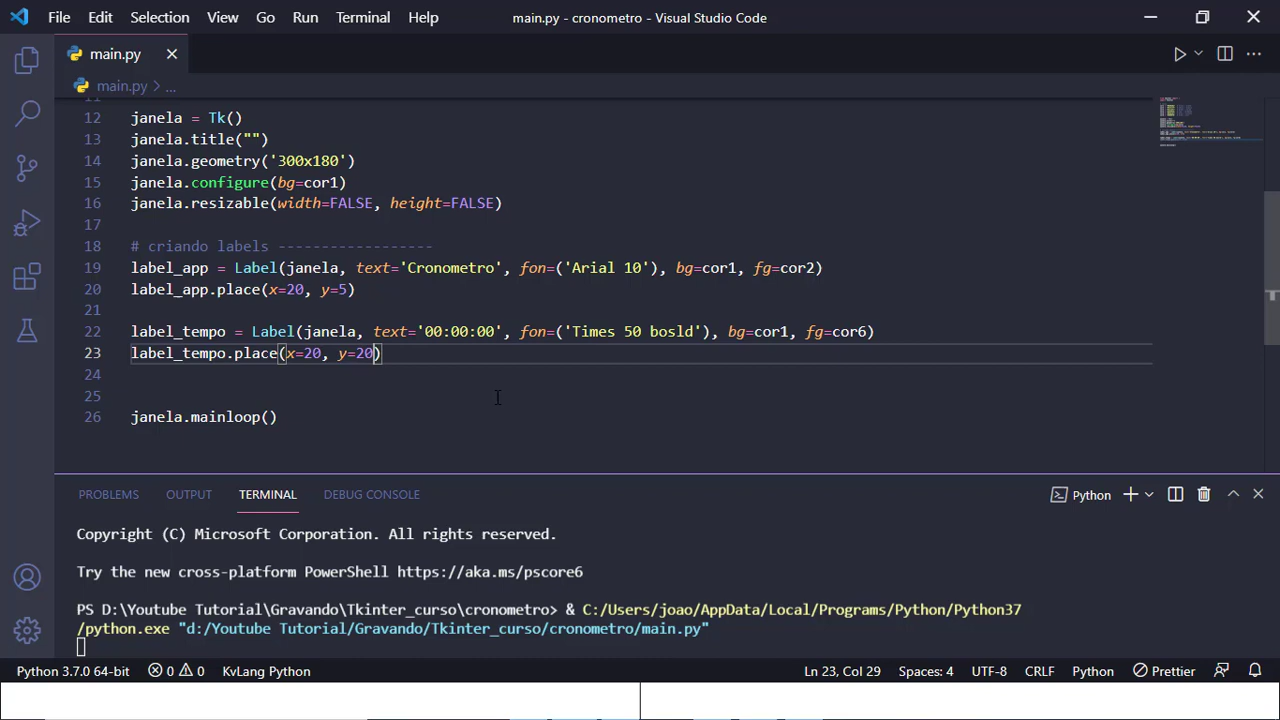 File Edit Selection View Go Run Terminal Help main.py - cronometro - Visual Studio Code
main.py
main.py > ...
11
12 janela = Tk()
13 janela.title("")
14 janela.geometry('300x180')
15 janela.configure(bg=cor1)
16 janela.resizable(width=FALSE, height=FALSE)
17
18 # criando labels ------------------
19 label_app = Label(janela, text='Cronometro', fon=('Arial 10'), bg=cor1, fg=cor2)
20 label_app.place(x=20, y=5)
21
22 label_tempo = Label(janela, text='00:00:00', fon=('Times 50 bosld'), bg=cor1, fg=cor6)
23 label_tempo.place(x=20, y=20)
24
25
26 janela.mainloop()
PROBLEMS OUTPUT TERMINAL DEBUG CONSOLE Python
Copyright (C) Microsoft Corporation. All rights reserved.
Try the new cross-platform PowerShell https://aka.ms/pscore6
PS D:\Youtube Tutorial\Gravando\Tkinter_curso\cronometro> & C:/Users/joao/AppData/Local/Programs/Python/Python37
/python.exe "d:/Youtube Tutorial/Gravando/Tkinter_curso/cronometro/main.py"
Python 3.7.0 64-bit 0 0 KvLang Python Ln 23, Col 29 Spaces: 4 UTF-8 CRLF Python Prettier